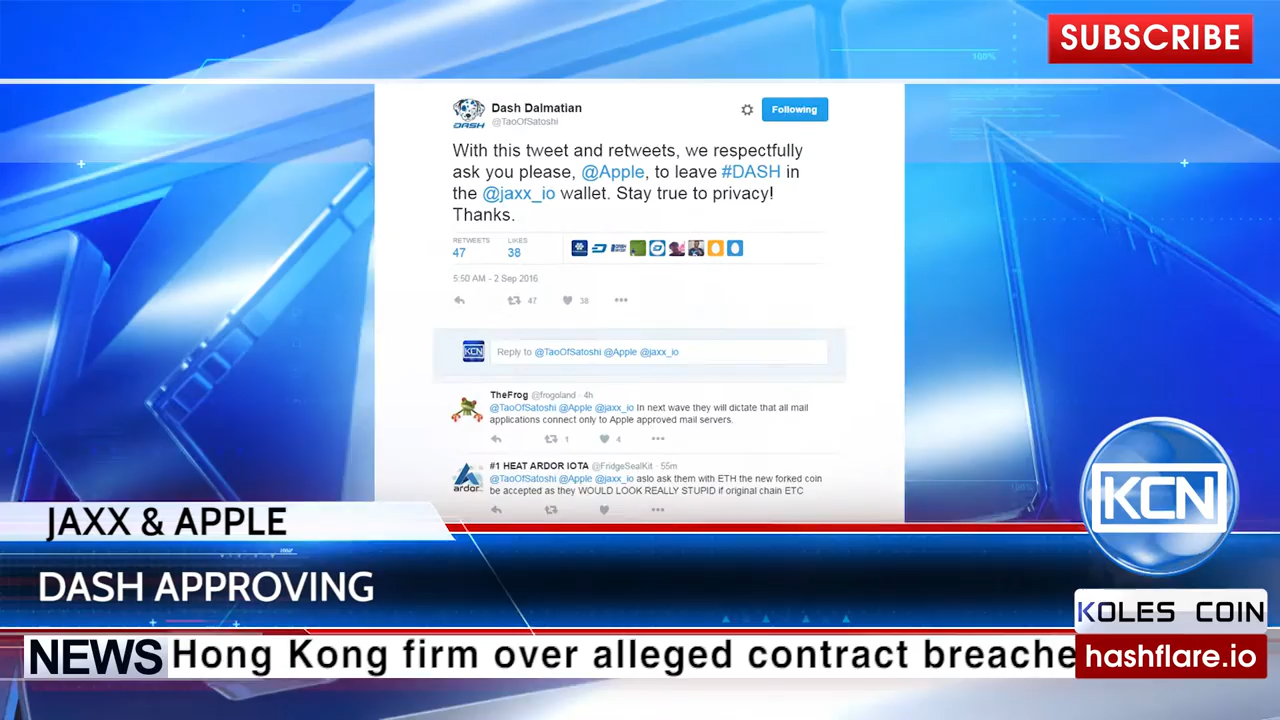 SUBSCRIBE
100%
Dash Dalmatian
@TaoOfSatoshi
Following
DASH
With this tweet and retweets, we respectfully
ask you please, @Apple, to leave #DASH in
the @jaxx_io wallet. Stay true to privacy!
Thanks.
RETWEETS LIKES
47 38
5:50 AM - 2 Sep 2016
47 38
KCN Reply to @TaoOfSatoshi @Apple @jaxx_io
TheFrog @frogoland · 4h
@TaoOfSatoshi @Apple @jaxx_io In next wave they will dictate that all mail
applications connect only to Apple approved mail servers.
1 4
#1 HEAT ARDOR IOTA @FridgeSealKit · 55m
@TaoOfSatoshi @Apple @jaxx_io aslo ask them with ETH the new forked coin
ardor. be accepted as they WOULD LOOK REALLY STUPID if original chain ETC
KCN
JAXX & APPLE
DASH APPROVING
KOLES COIN
NEWS Hong Kong firm over alleged contract breache
hashflare.io